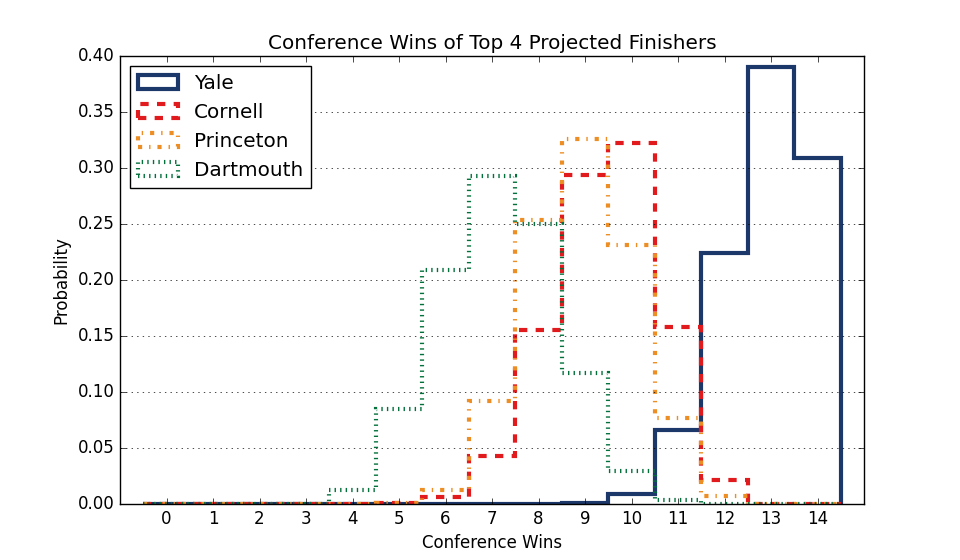 Conference Wins of Top 4 Projected Finishers
0.40
0.35
0.30
0.25
0.20
0.15
0.10
0.05
0.00
Probability
Yale
Cornell
Princeton
Dartmouth
0 1 2 3 4 5 6 7 8 9 10 11 12 13 14
Conference Wins